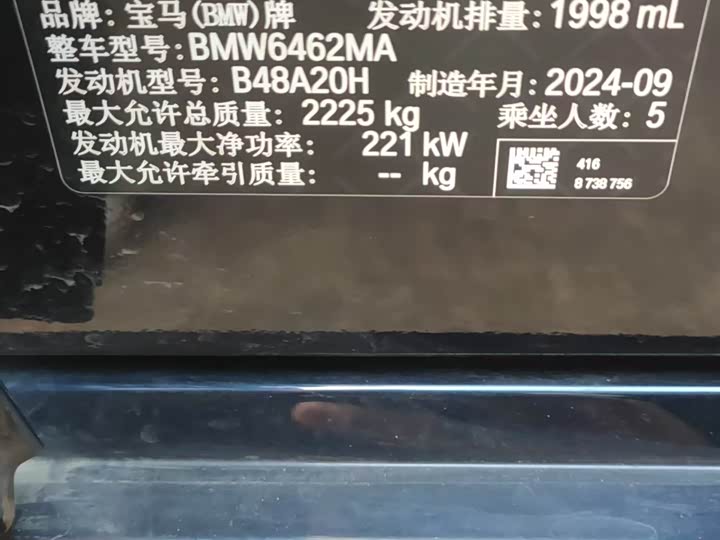 品牌：宝马(BMW)牌 发动机排量：1998 mL
整车型号：BMW6462MA
发动机型号：B48A20H 制造年月：2024-09
最大允许总质量：2225 kg 乘坐人数：5
发动机最大净功率：221 kW
最大允许牵引质量：-- kg
416
8 738 756